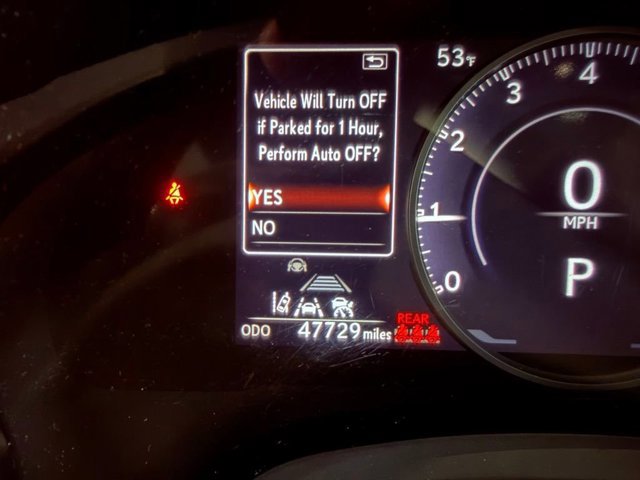 53°F
Vehicle Will Turn OFF
if Parked for 1 Hour,
Perform Auto OFF?
YES
NO
4
3
2
1
0
0
MPH
P
ODO 47729 miles
REAR